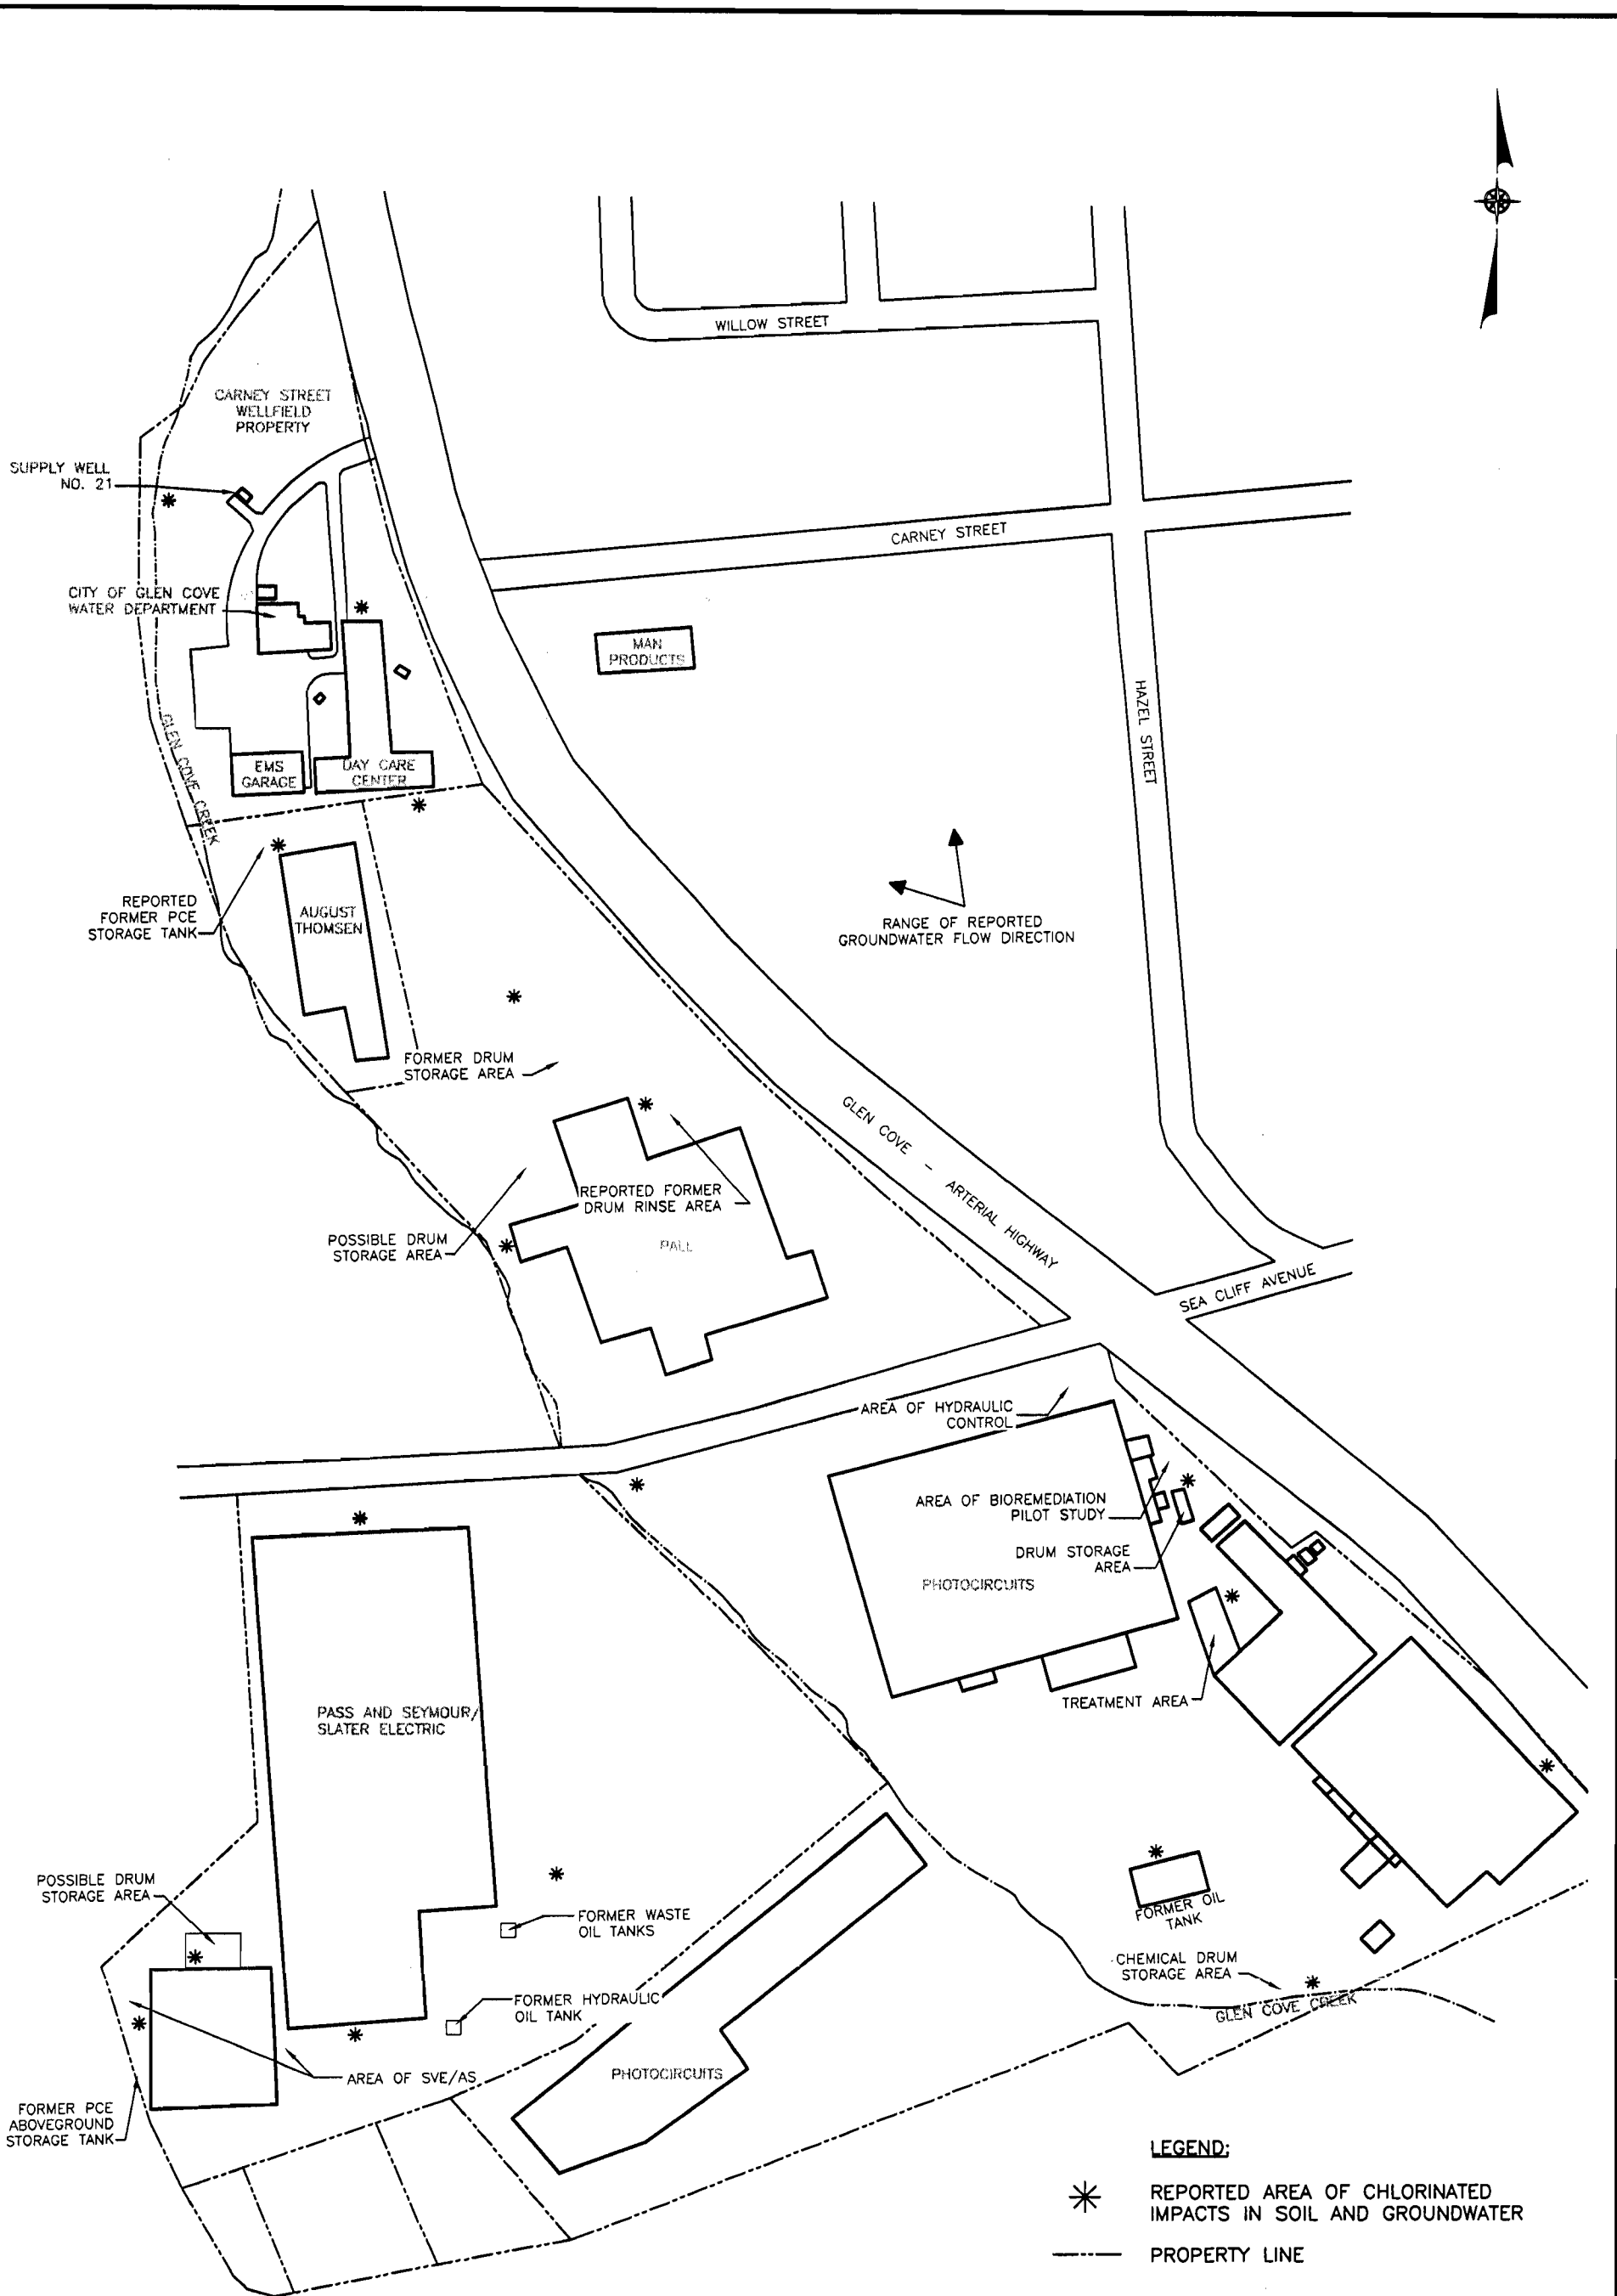 WILLOW STREET
CARNEY STREET
WELLFIELD
PROPERTY
SUPPLY WELL
NO. 21
CARNEY STREET
CITY OF GLEN COVE
WATER DEPARTMENT
MAN
PRODUCTS
HAZEL STREET
GLEN COVE CREEK
EMS
GARAGE
DAY CARE
CENTER
REPORTED
FORMER PCE
STORAGE TANK
AUGUST
THOMSEN
RANGE OF REPORTED
GROUNDWATER FLOW DIRECTION
FORMER DRUM
STORAGE AREA
GLEN COVE - ARTERIAL HIGHWAY
REPORTED FORMER
DRUM RINSE AREA
POSSIBLE DRUM
STORAGE AREA
PALL
SEA CLIFF AVENUE
AREA OF HYDRAULIC
CONTROL
AREA OF BIOREMEDIATION
PILOT STUDY
DRUM STORAGE
AREA
PHOTOCIRCUITS
TREATMENT AREA
PASS AND SEYMOUR/
SLATER ELECTRIC
POSSIBLE DRUM
STORAGE AREA
FORMER WASTE
OIL TANKS
FORMER OIL
TANK
CHEMICAL DRUM
STORAGE AREA
GLEN COVE CREEK
FORMER HYDRAULIC
OIL TANK
AREA OF SVE/AS
PHOTOCIRCUITS
FORMER PCE
ABOVEGROUND
STORAGE TANK
LEGEND:
REPORTED AREA OF CHLORINATED
IMPACTS IN SOIL AND GROUNDWATER
PROPERTY LINE